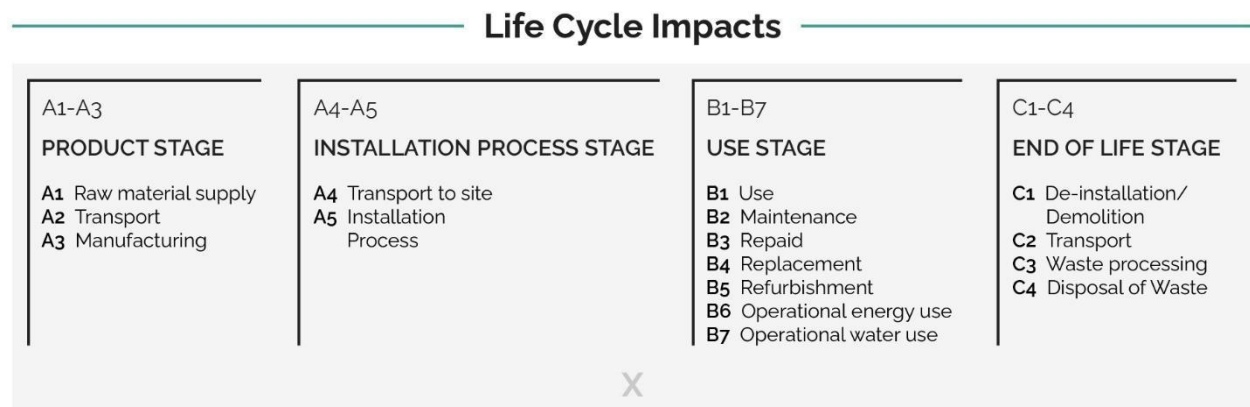 Life Cycle Impacts
A1-A3
PRODUCT STAGE
A1 Raw material supply
A2 Transport
A3 Manufacturing
A4-A5
INSTALLATION PROCESS STAGE
A4 Transport to site
A5 Installation
Process
B1-B7
USE STAGE
B1 Use
B2 Maintenance
B3 Repaid
B4 Replacement
B5 Refurbishment
B6 Operational energy use
B7 Operational water use
C1-C4
END OF LIFE STAGE
C1 De-installation/
Demolition
C2 Transport
C3 Waste processing
C4 Disposal of Waste
X